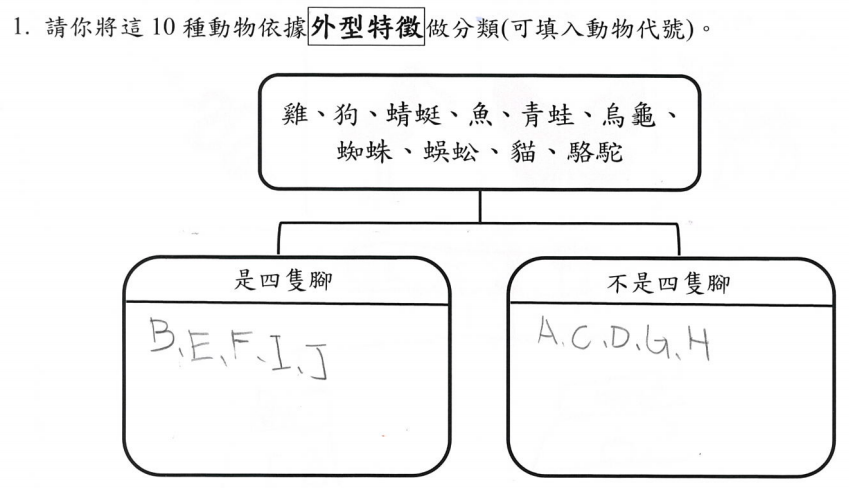 1. 請你將這 10 種動物依據外型特徵做分類(可填入動物代號)。
雞、狗、蜻蜓、魚、青蛙、烏龜、
蜘蛛、蜈蚣、貓、駱駝
是四隻腳
不是四隻腳
B、E、F、I、J
A、C、D、G、H